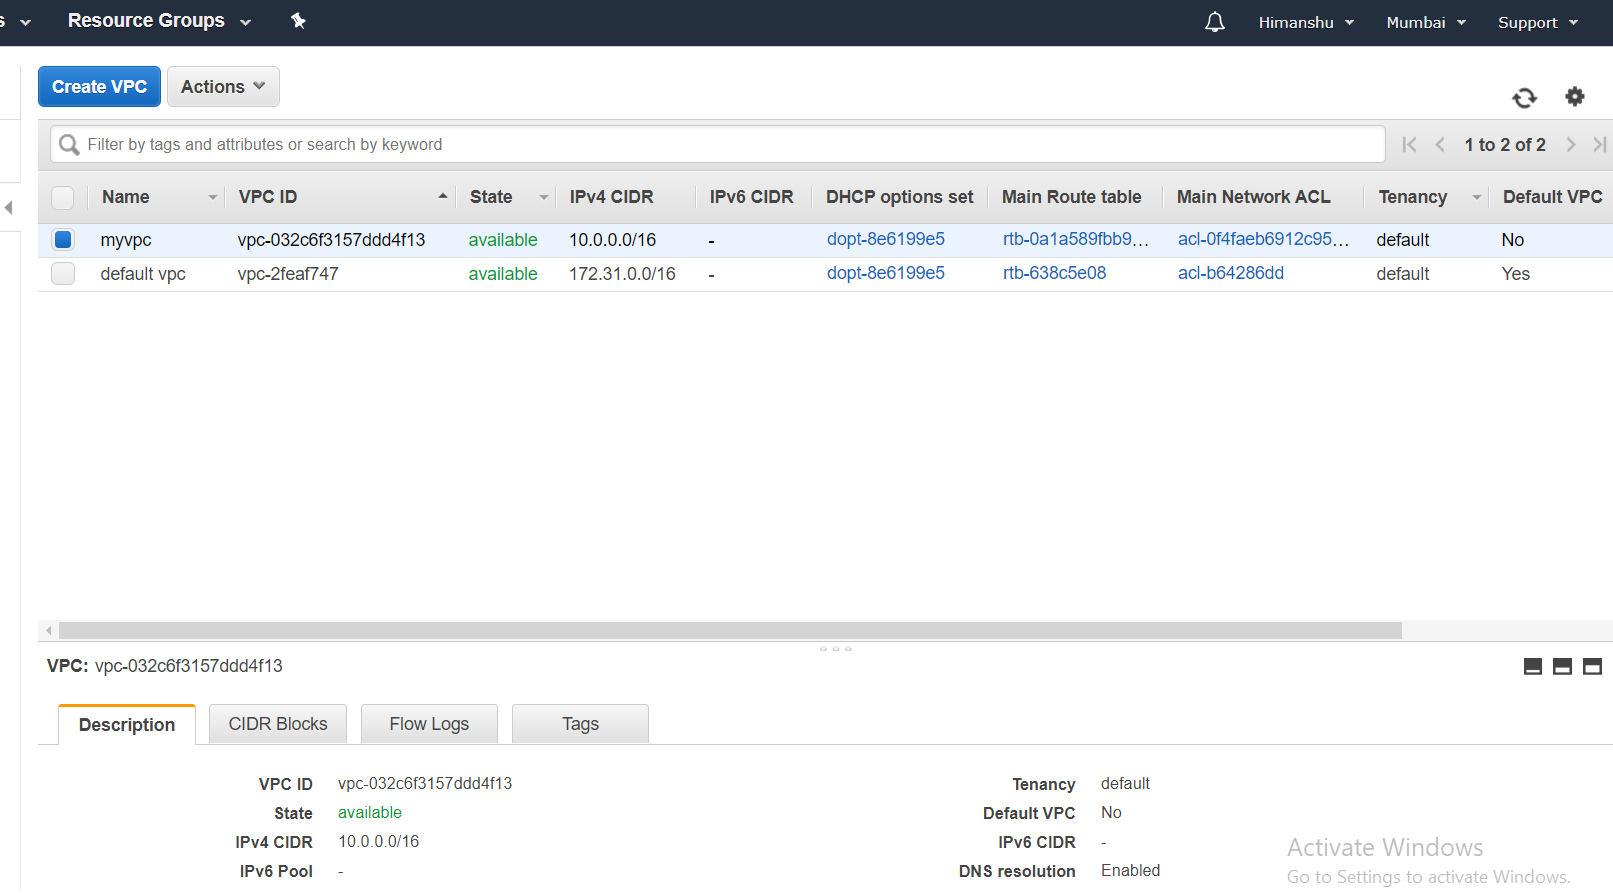 s Resource Groups Himanshu Mumbai Support
Create VPC Actions
Filter by tags and attributes or search by keyword 1 to 2 of 2
Name VPC ID State IPv4 CIDR IPv6 CIDR DHCP options set Main Route table Main Network ACL Tenancy Default VPC
myvpc vpc-032c6f3157ddd4f13 available 10.0.0.0/16 - dopt-8e6199e5 rtb-0a1a589fbb9... acl-0f4faeb6912c95... default No
default vpc vpc-2feaf747 available 172.31.0.0/16 - dopt-8e6199e5 rtb-638c5e08 acl-b64286dd default Yes
VPC: vpc-032c6f3157ddd4f13
Description CIDR Blocks Flow Logs Tags
VPC ID vpc-032c6f3157ddd4f13 Tenancy default
State available Default VPC No
IPv4 CIDR 10.0.0.0/16 IPv6 CIDR -
IPv6 Pool - DNS resolution Enabled
Activate Windows
Go to Settings to activate Windows.